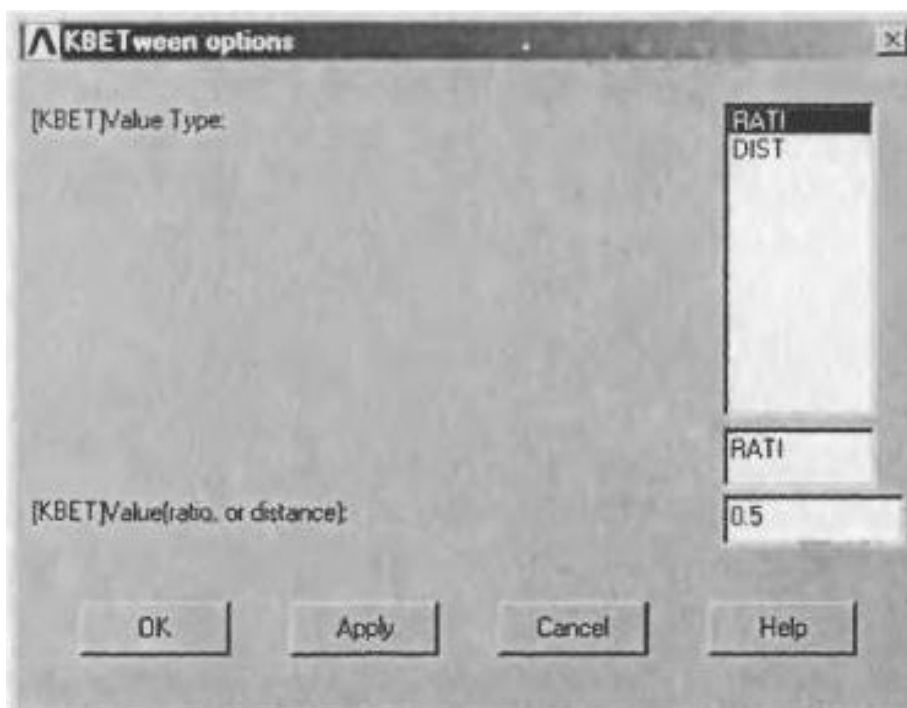 KBETween options
[KBET]Value Type:
RATI
DIST
RATI
[KBET]Value(ratio, or distance):
0.5
OK
Apply
Cancel
Help